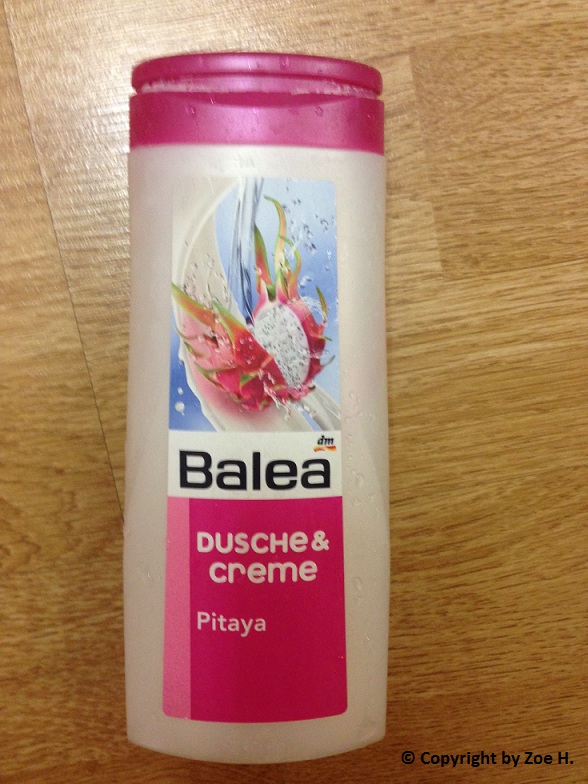 dm
Balea
DUSCHE &
creme
Pitaya
© Copyright by Zoe H.